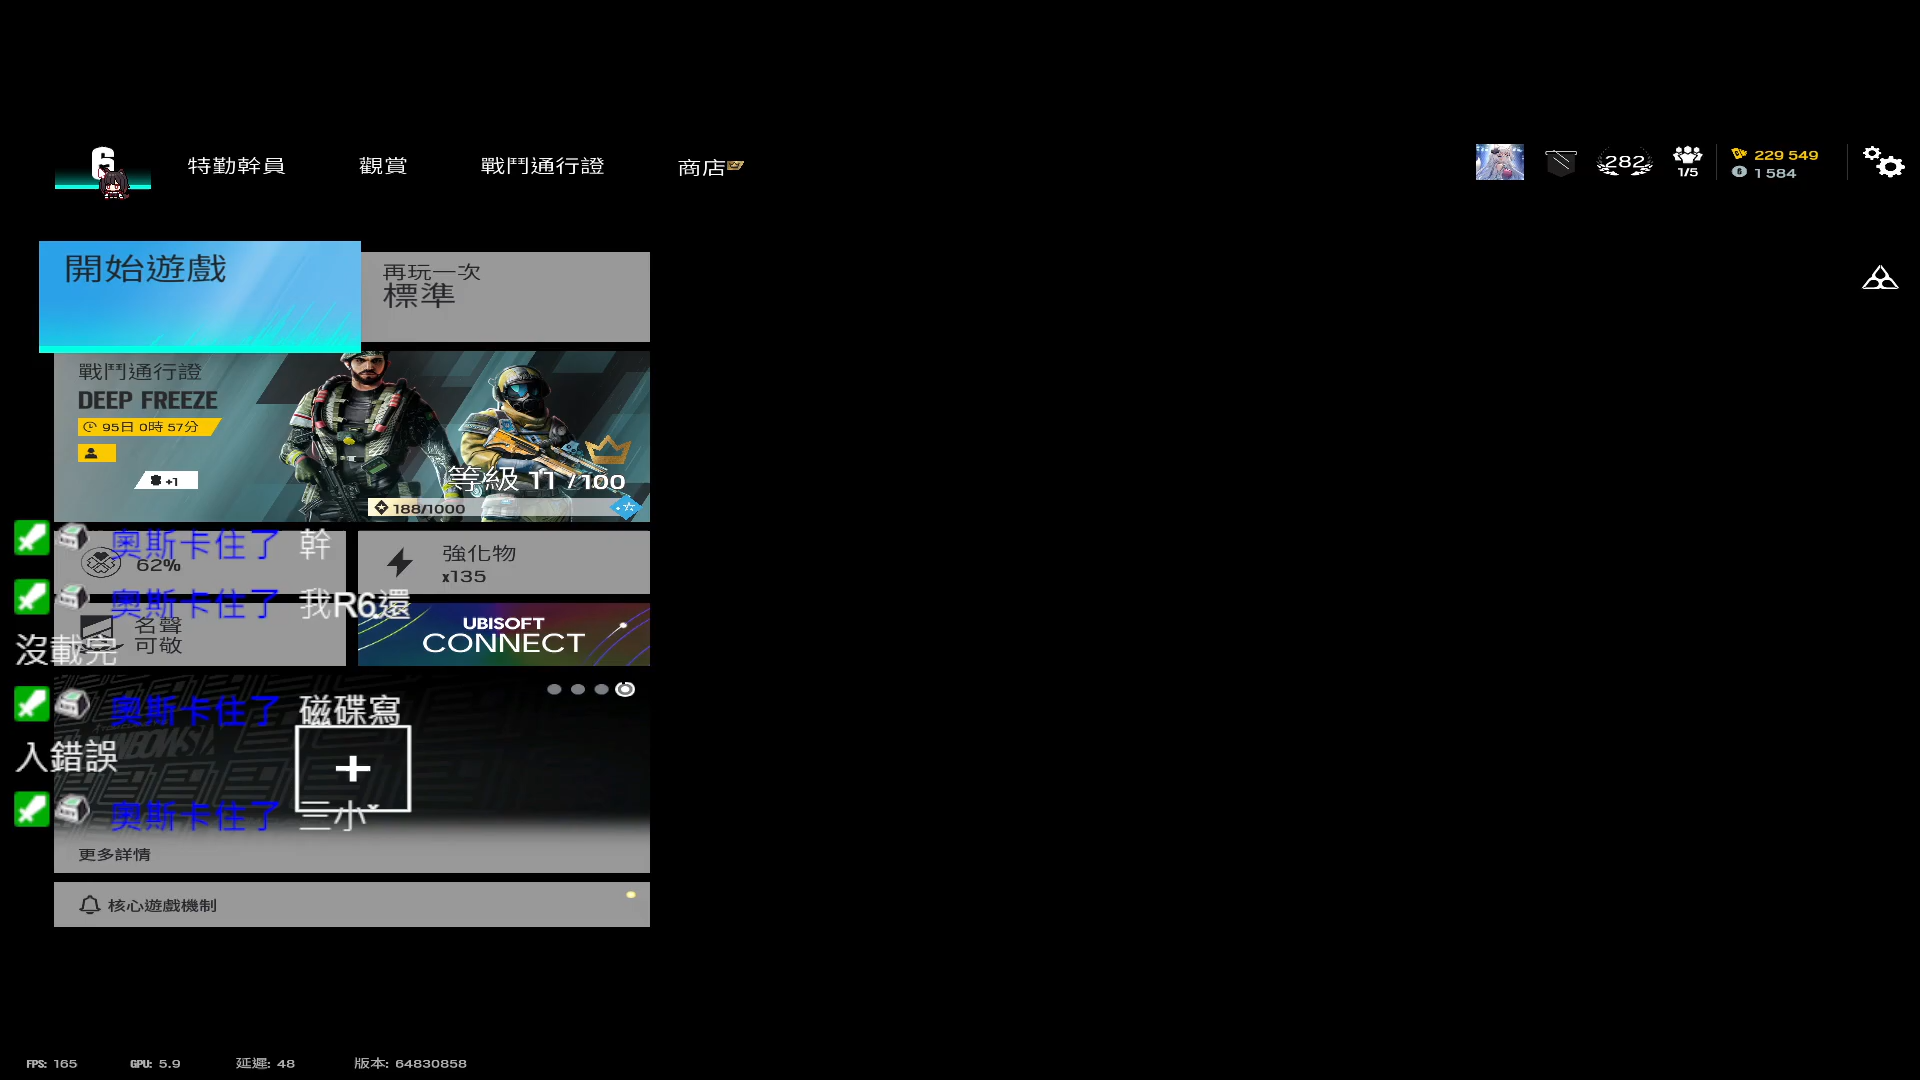 6
特勤幹員
觀賞
戰鬥通行證
商店
282
1/5
229 549
1 584
開始遊戲
再玩一次
標準
戰鬥通行證
DEEP FREEZE
95日 0時 57分
+1
等級 11 / 100
188/1000
奧斯卡住了 幹
62%
強化物
x135
奧斯卡住了 我R6還
沒載完
名聲
可敬
UBISOFT
CONNECT
奧斯卡住了 磁碟寫
入錯誤
奧斯卡住了 三小ˇ
更多詳情
核心遊戲機制
FPS: 165
GPU: 5.9
延遲: 48
版本: 64830858